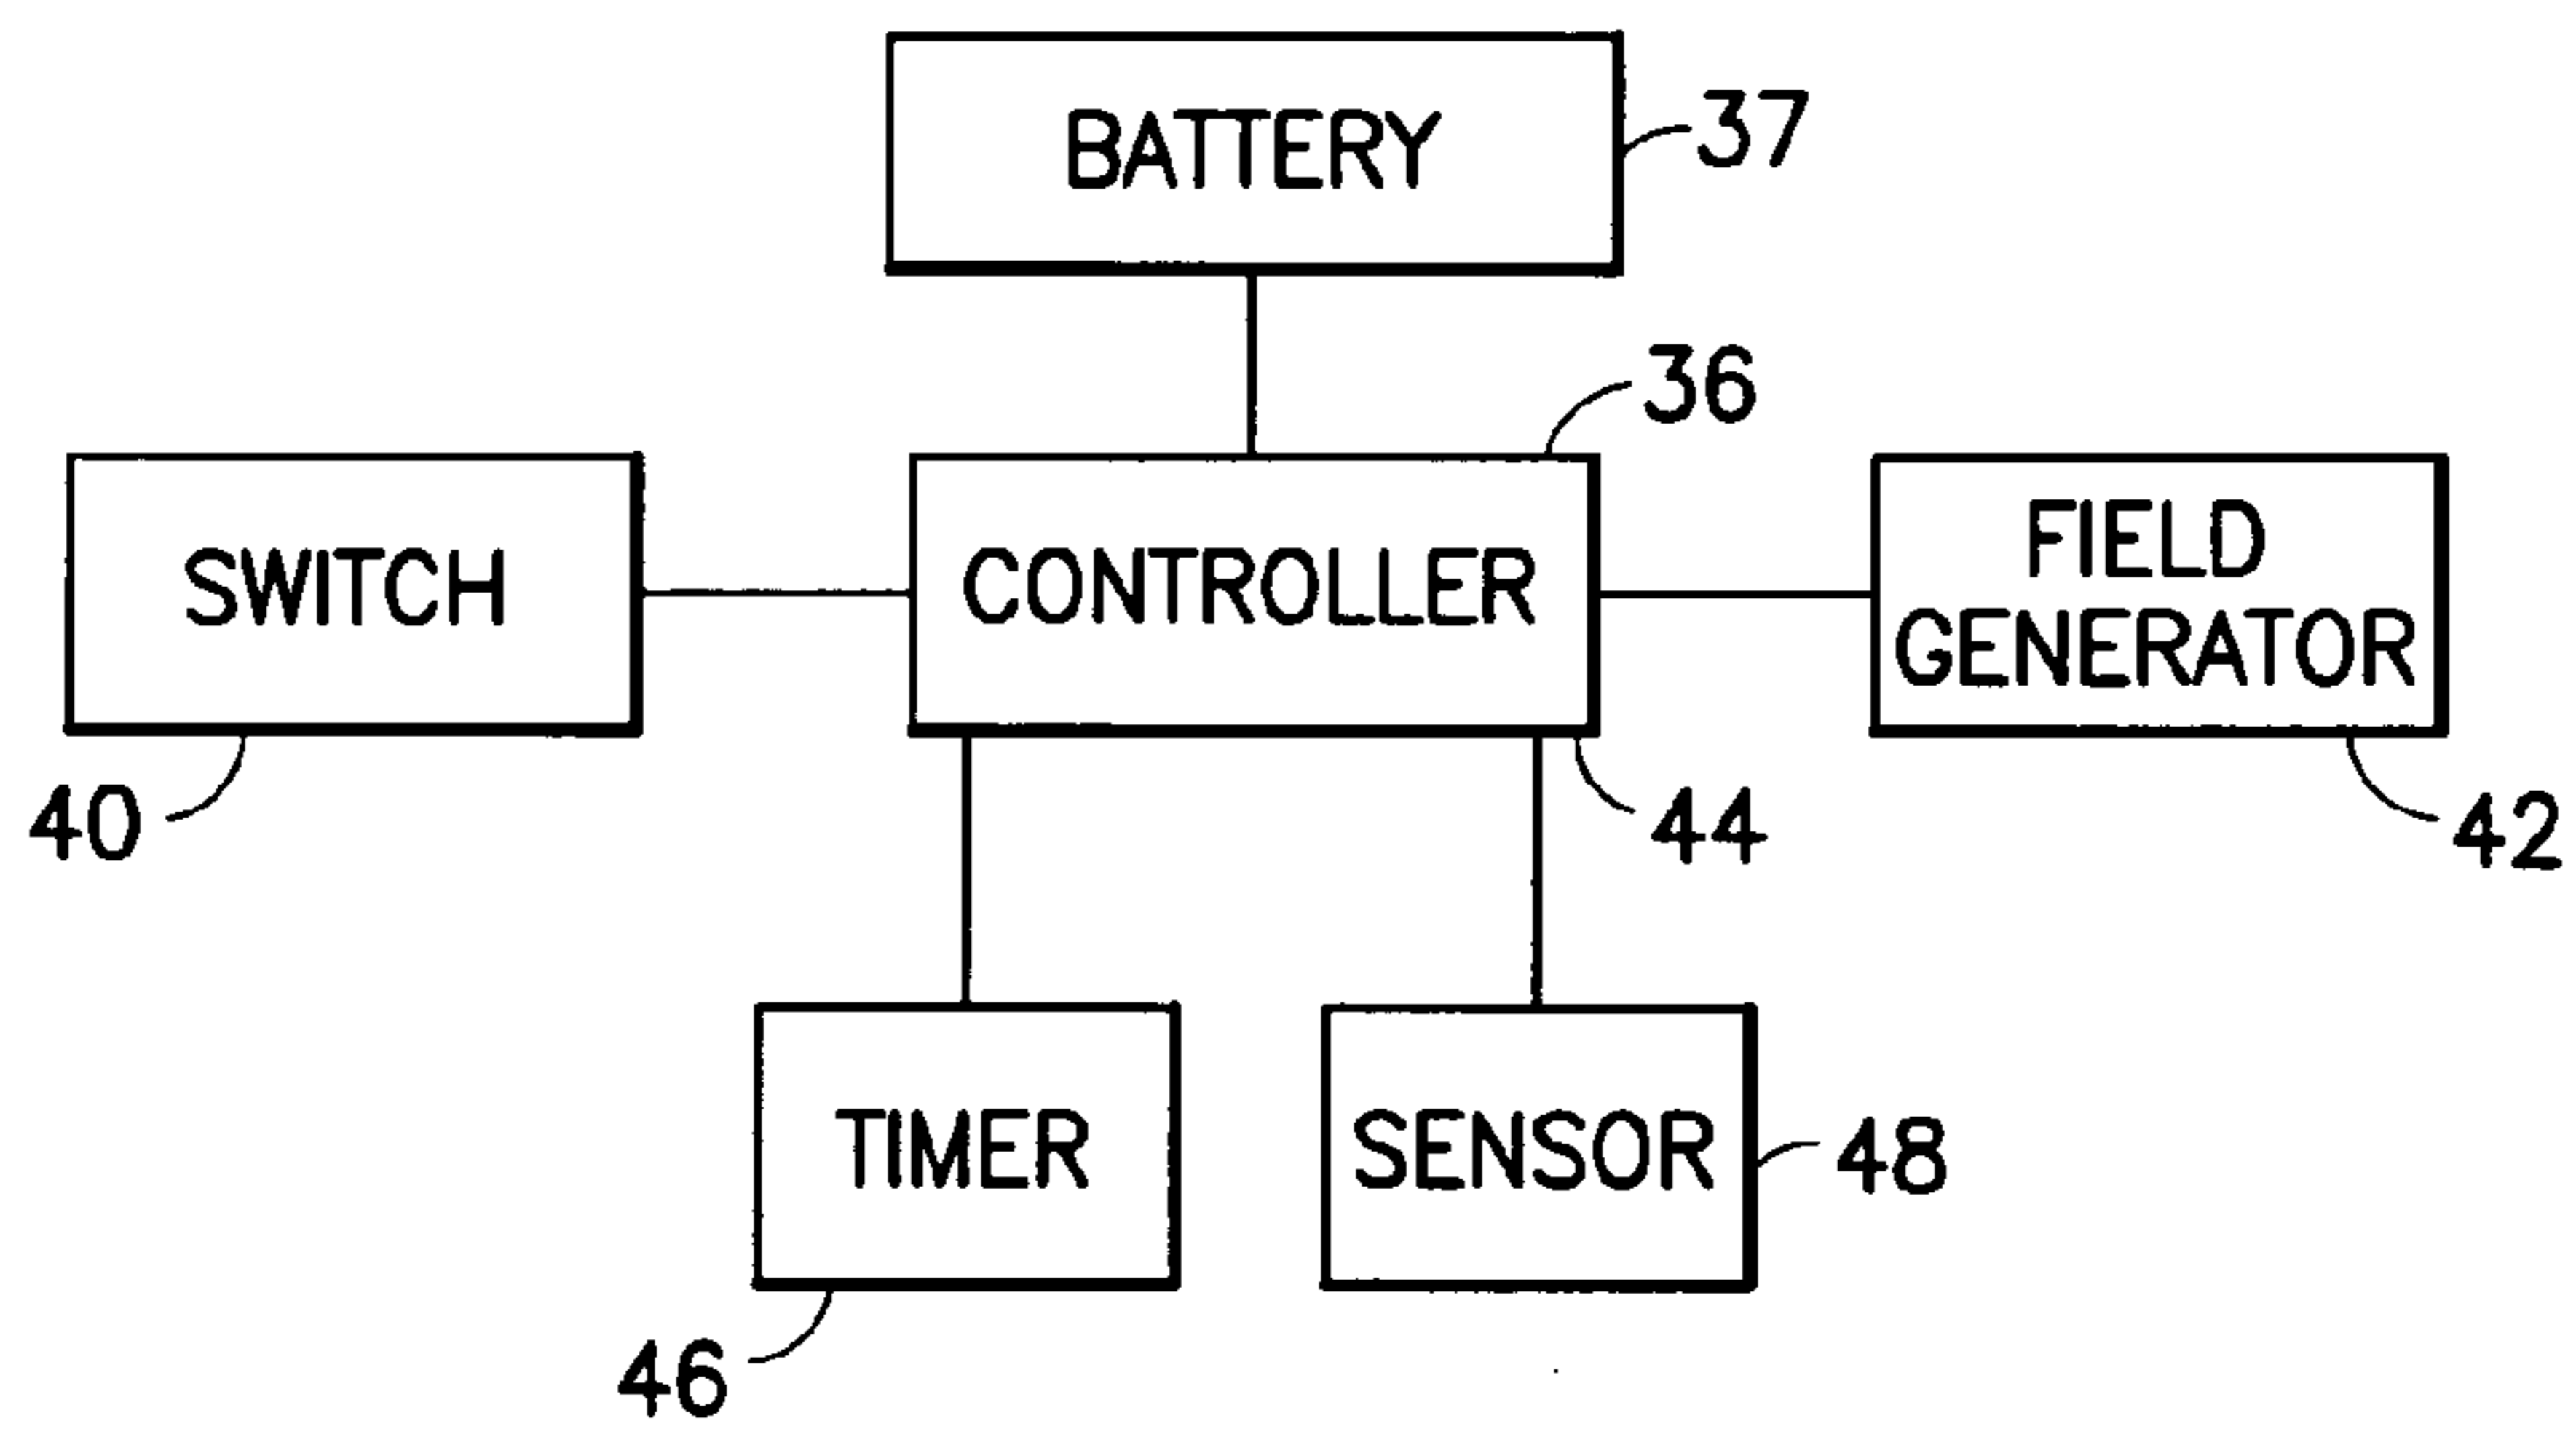 BATTERY
37
36
SWITCH
CONTROLLER
FIELD
GENERATOR
40
44
42
TIMER
SENSOR
48
46